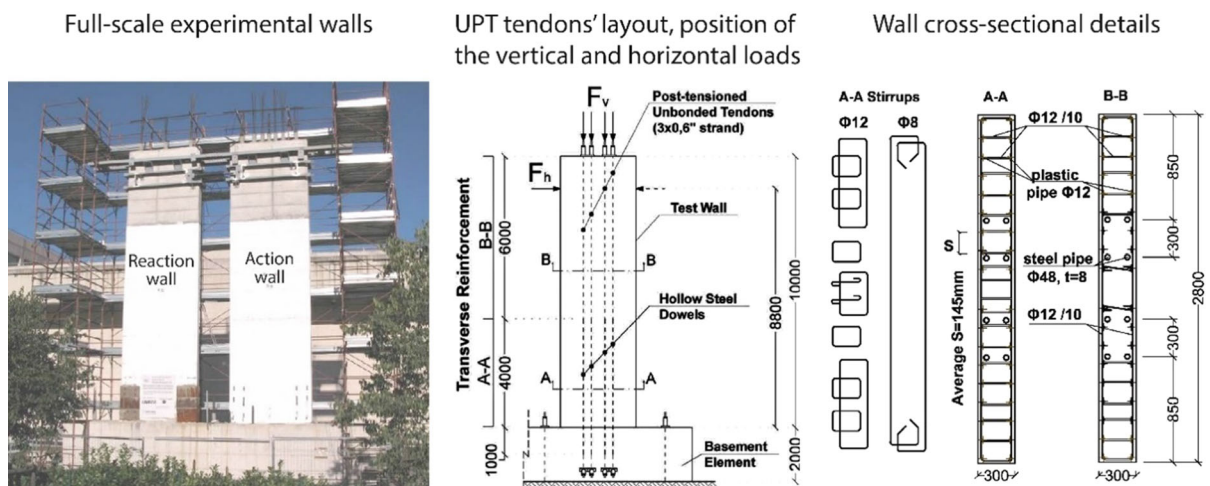 Full-scale experimental walls
UPT tendons' layout, position of
the vertical and horizontal loads
Wall cross-sectional details
Reaction
wall
Action
wall
Fv
Post-tensioned
Unbonded Tendons
(3x0,6" strand)
Fh
Test Wall
B
B
Hollow Steel
Dowels
A
A
Basement
Element
Transverse Reinforcement
B-B
A-A
6000
4000
1000
8800
10000
2000
A-A Stirrups
Φ12
Φ8
A-A
B-B
Φ12 /10
plastic
pipe Φ12
S
steel pipe
Φ48, t=8
Φ12 /10
Average S=145mm
850
300
300
850
2800
300
300